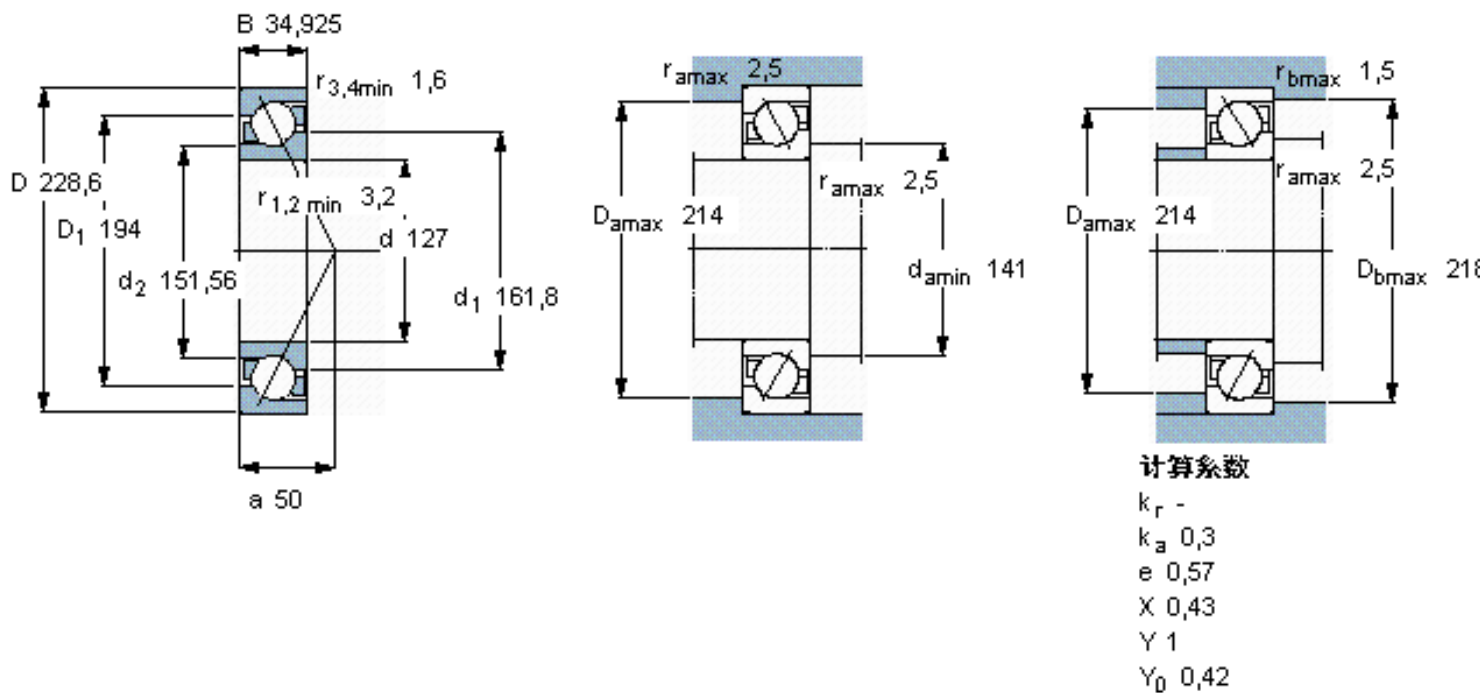 B 34,925
r3,4min 1,6
D 228,6
D1 194
r1,2 min 3,2
d 127
d2 151,56
d1 161,8
a 50
ramax 2,5
ramax 2,5
Damax 214
damin 141
rbmax 1,5
ramax 2,5
Damax 214
Dbmax 218
计算系数
kr -
ka 0,3
e 0,57
X 0,43
Y 1
Y0 0,42